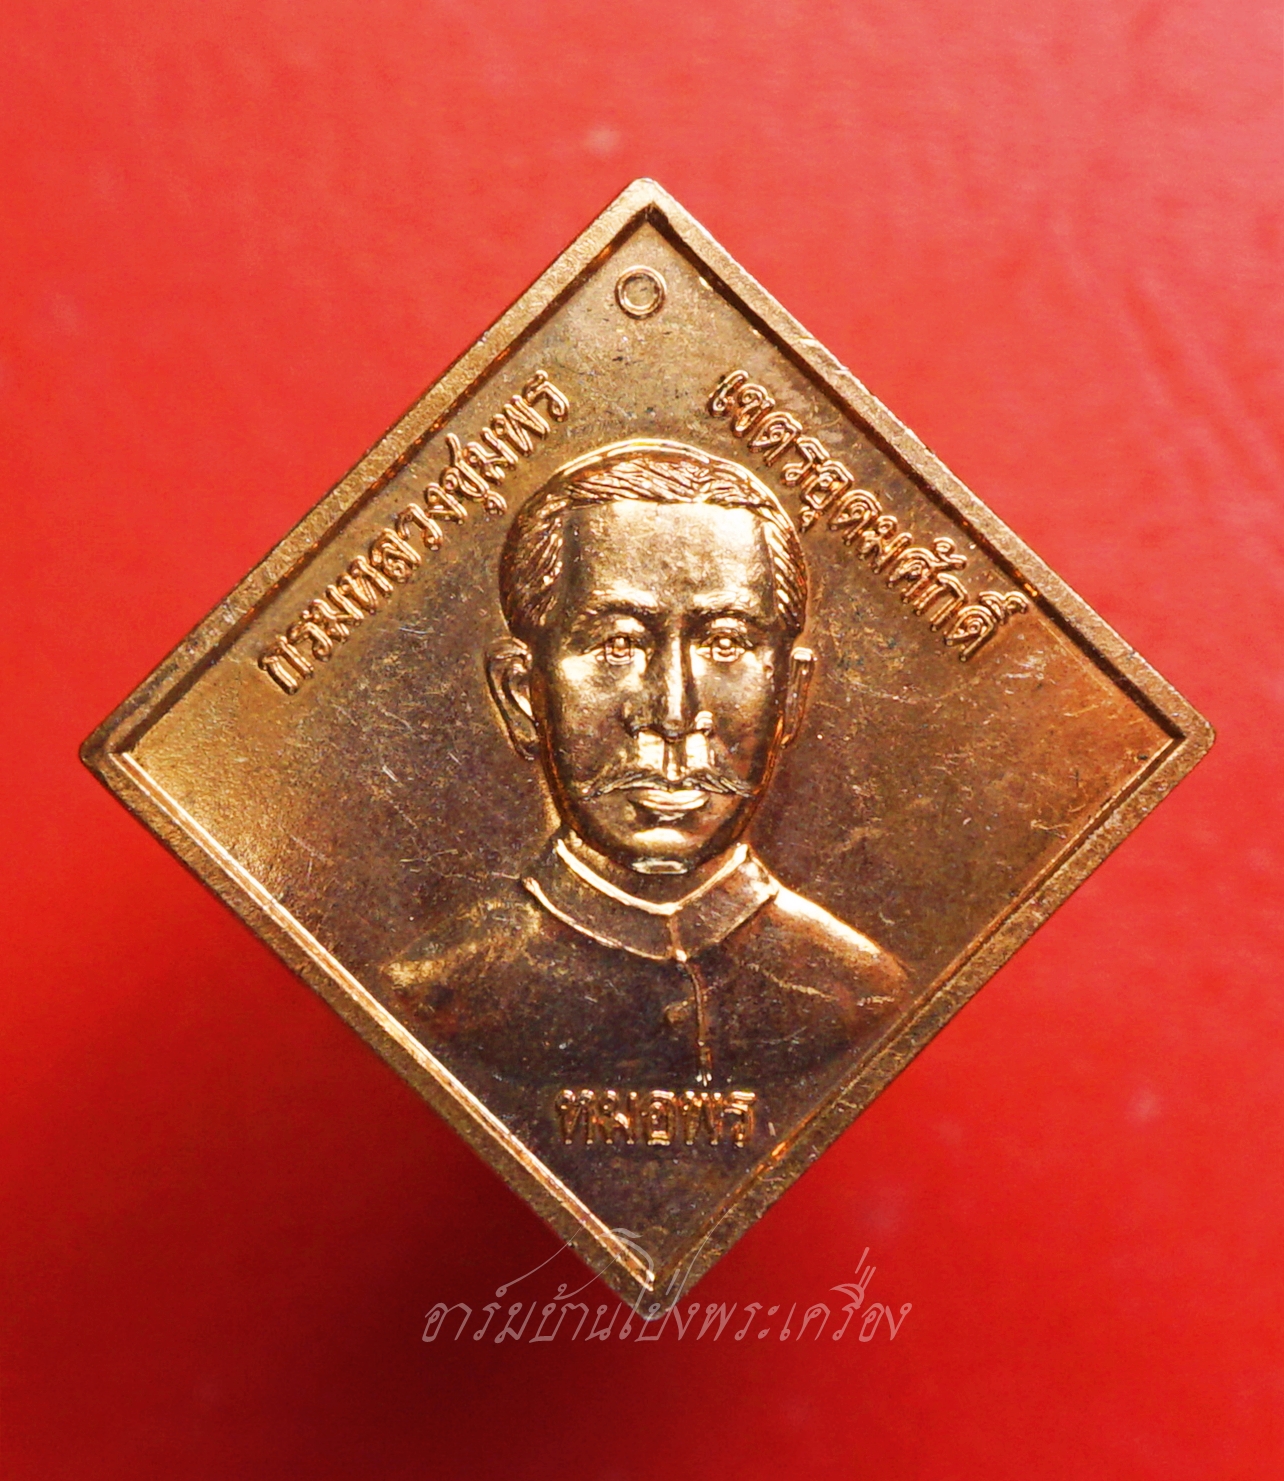 กรมหลวงชุมพร
เขตรอุดมศักดิ์
หมอพร
อาร์มบ้านโป่งพระเครื่อง